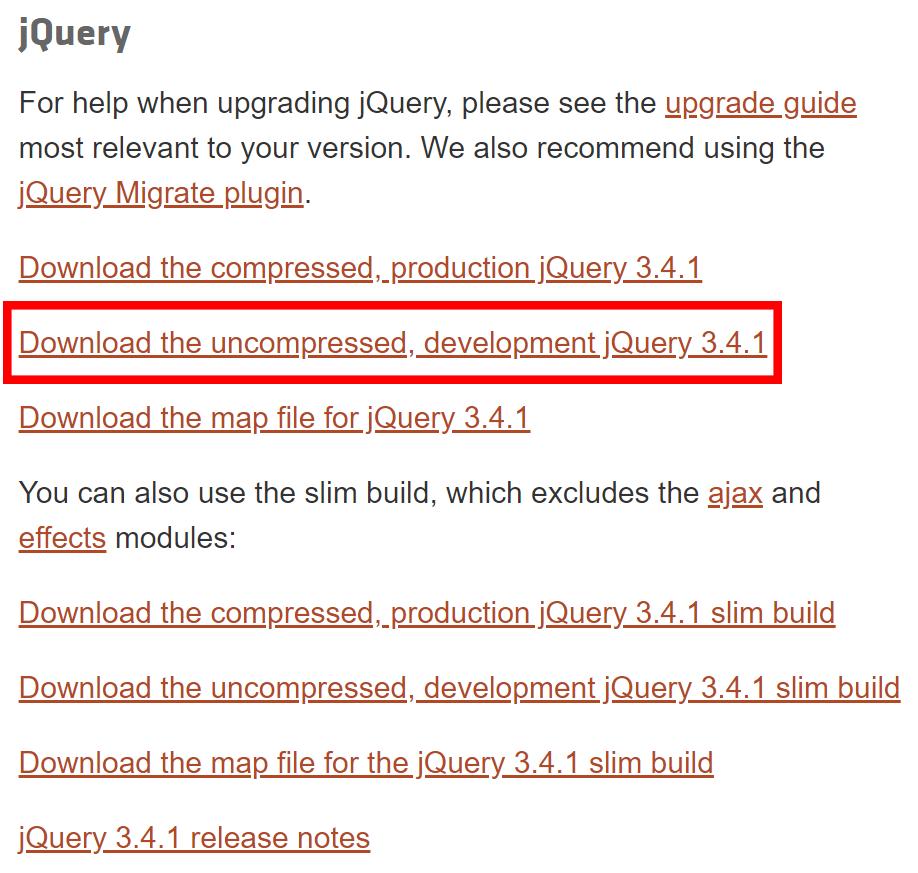 jQuery
For help when upgrading jQuery, please see the upgrade guide
most relevant to your version. We also recommend using the
jQuery Migrate plugin.
Download the compressed, production jQuery 3.4.1
Download the uncompressed, development jQuery 3.4.1
Download the map file for jQuery 3.4.1
You can also use the slim build, which excludes the ajax and
effects modules:
Download the compressed, production jQuery 3.4.1 slim build
Download the uncompressed, development jQuery 3.4.1 slim build
Download the map file for the jQuery 3.4.1 slim build
jQuery 3.4.1 release notes